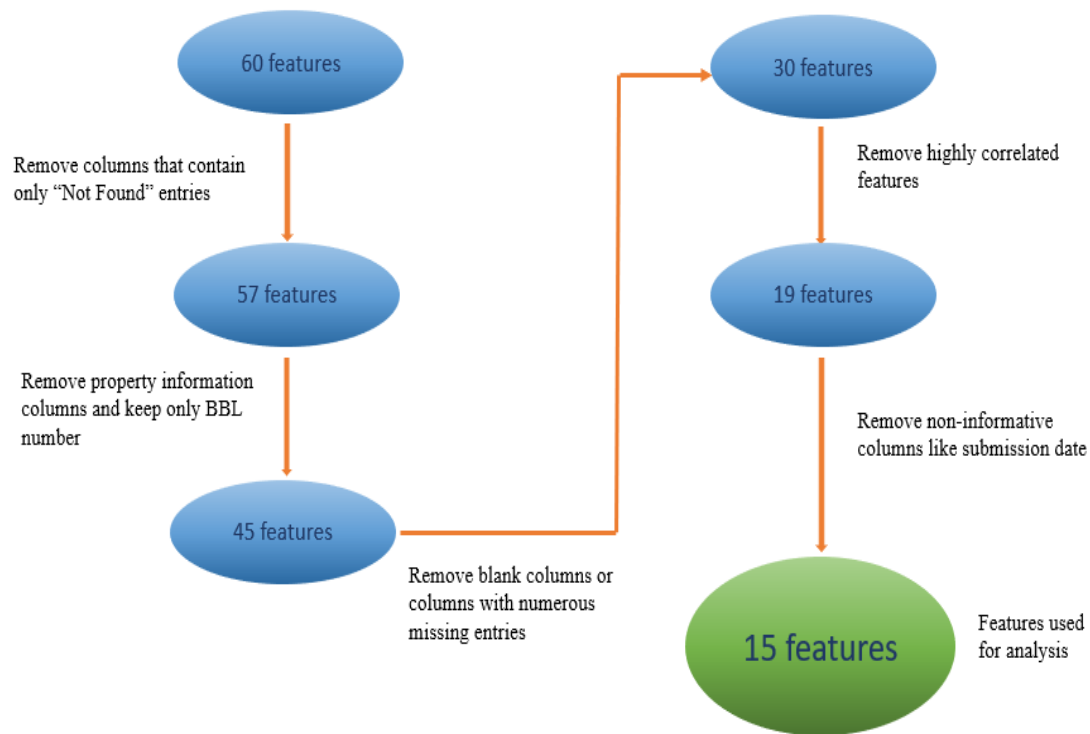 60 features
Remove columns that contain
only “Not Found” entries
57 features
Remove property information
columns and keep only BBL
number
45 features
Remove blank columns or
columns with numerous
missing entries
30 features
Remove highly correlated
features
19 features
Remove non-informative
columns like submission date
15 features
Features used
for analysis